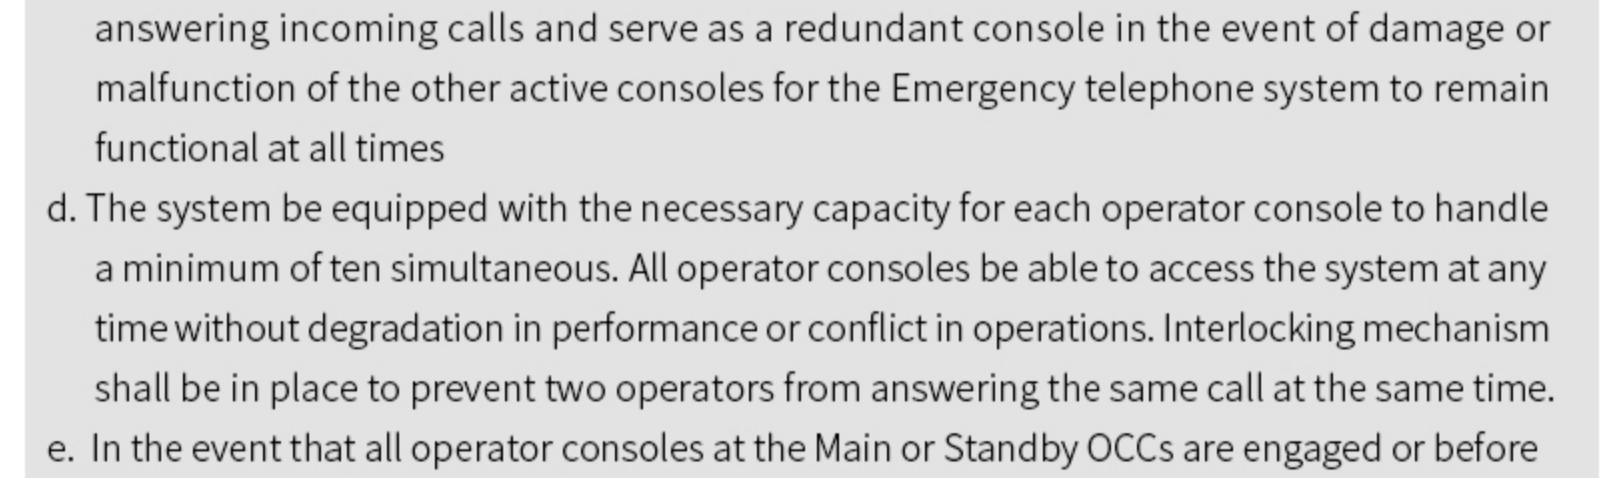 answering incoming calls and serve as a redundant console in the event of damage or
malfunction of the other active consoles for the Emergency telephone system to remain
functional at all times
d. The system be equipped with the necessary capacity for each operator console to handle
a minimum of ten simultaneous. All operator consoles be able to access the system at any
time without degradation in performance or conflict in operations. Interlocking mechanism
shall be in place to prevent two operators from answering the same call at the same time.
e. In the event that all operator consoles at the Main or Standby OCCs are engaged or before